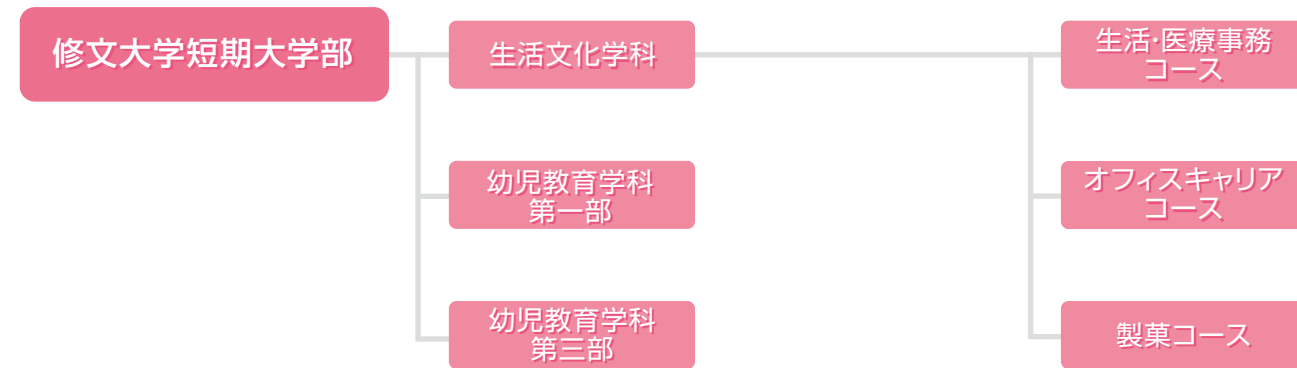 修文大学短期大学部
生活文化学科
生活・医療事務
コース
幼児教育学科
第一部
オフィスキャリア
コース
幼児教育学科
第三部
製菓コース